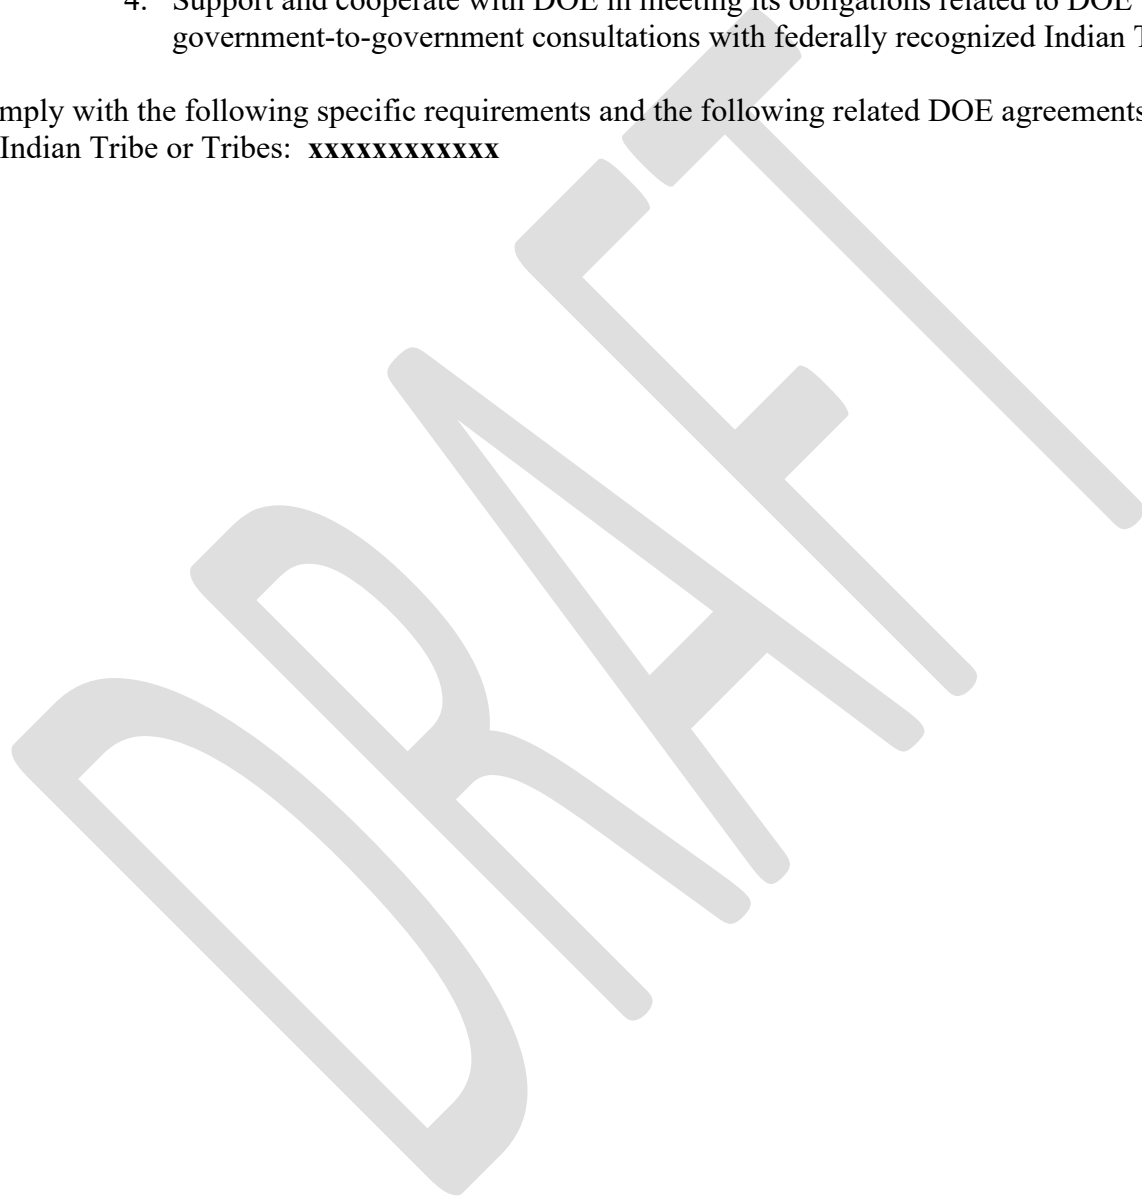 4. Support and cooperate with DOE in meeting its obligations related to DOE
government-to-government consultations with federally recognized Indian T
mply with the following specific requirements and the following related DOE agreements
Indian Tribe or Tribes: xxxxxxxxxxxx
DRAFT